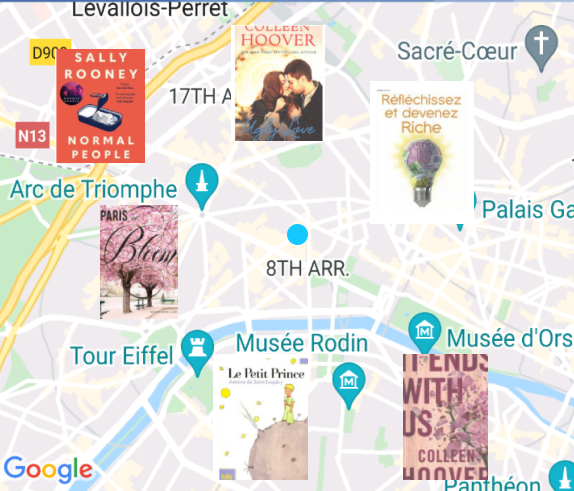 Levallois-Perret
COLLEEN
HOOVER
Ugly Love
Sacré-Cœur
D90
SALLY
ROONEY
NORMAL
PEOPLE
17TH A
Réfléchissez
et devenez
Riche
N13
Arc de Triomphe
Palais Ga
PARIS in
Bloom
8TH ARR.
Tour Eiffel
Musée Rodin
Musée d'Ors
Le Petit Prince
Antoine de Saint-Exupéry
IT ENDS
WITH
US
COLLEEN
HOOVER
Google
Panthéon